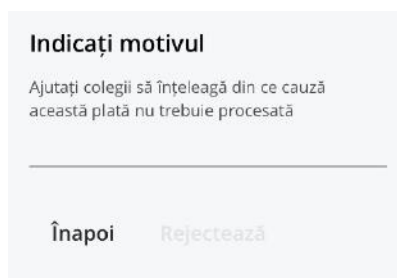 Indicați motivul
Ajutați colegii să înțeleagă din ce cauză
această plată nu trebuie procesată
Înapoi Rejectează